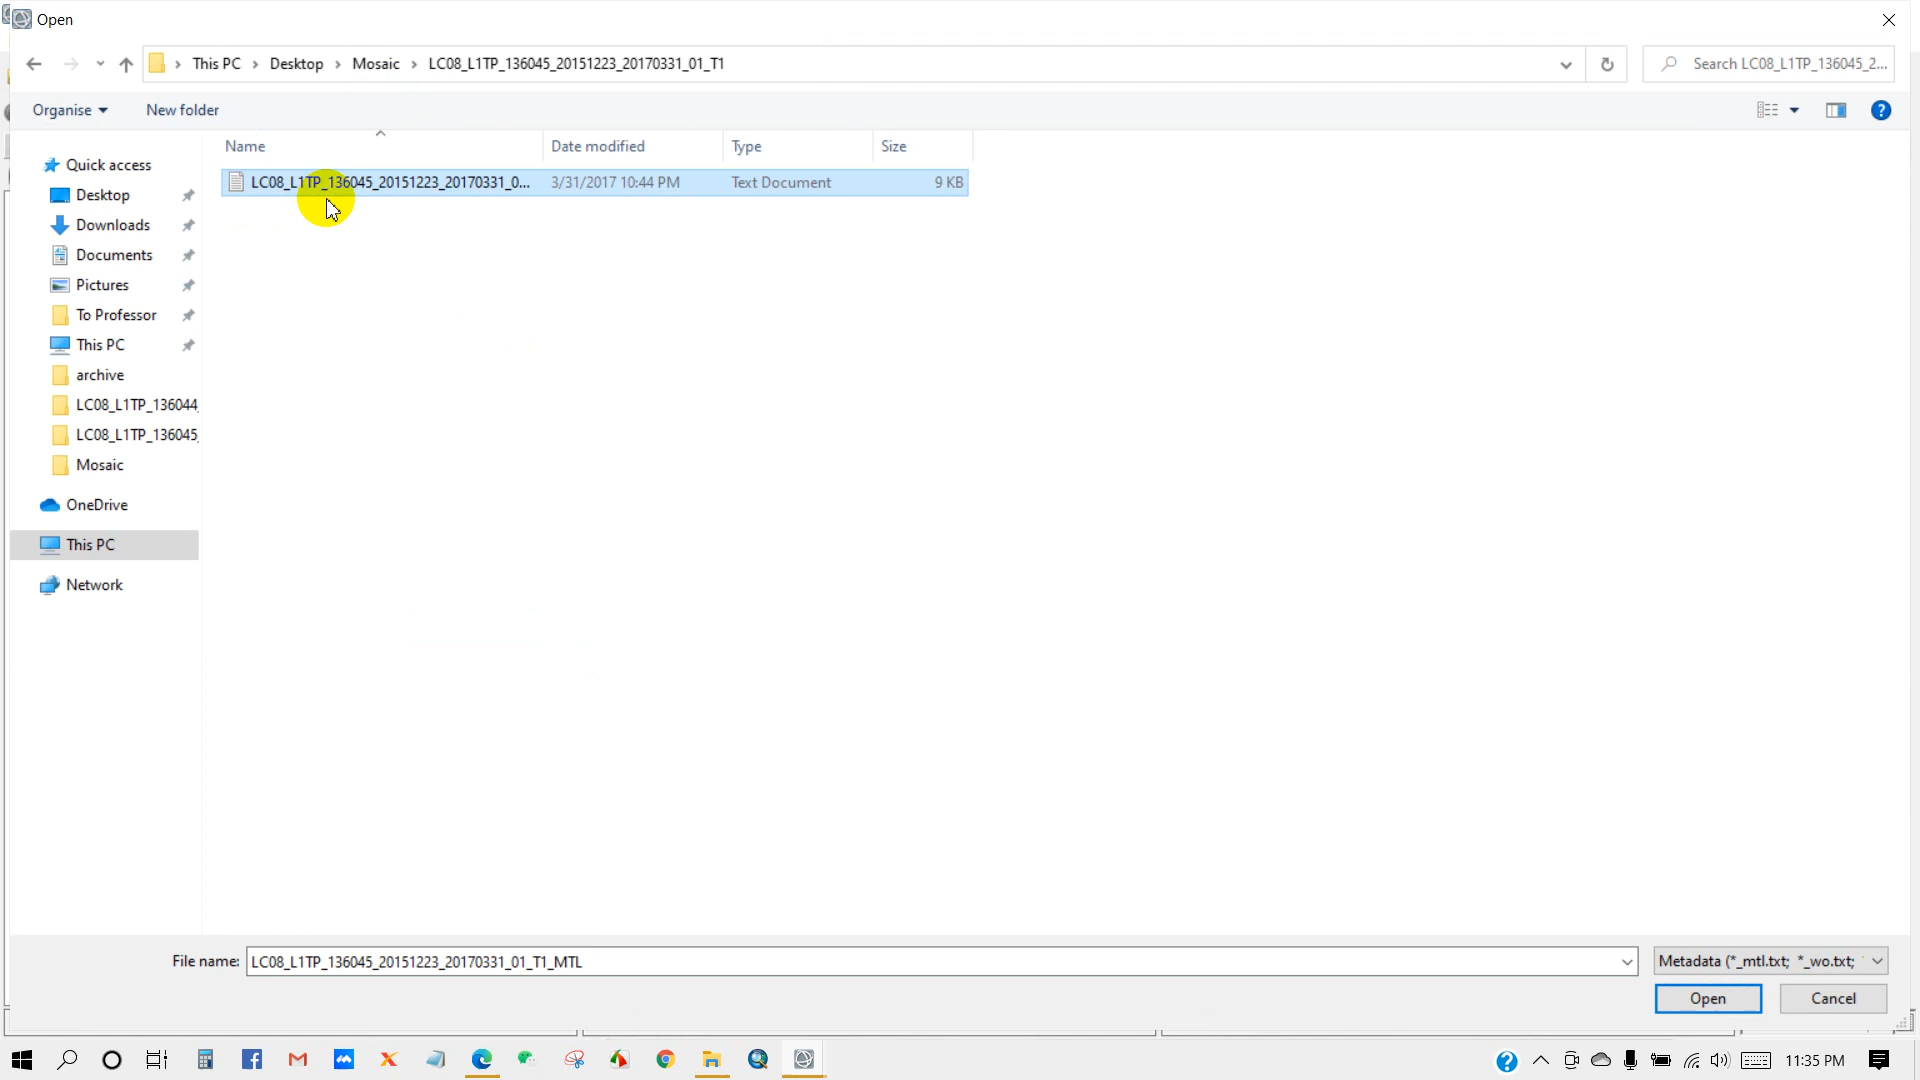 Open
This PC > Desktop > Mosaic > LC08_L1TP_136045_20151223_20170331_01_T1
Search LC08_L1TP_136045_2...
Organise
New folder
Name
Date modified
Type
Size
LC08_L1TP_136045_20151223_20170331_0...
3/31/2017 10:44 PM
Text Document
9 KB
Quick access
Desktop
Downloads
Documents
Pictures
To Professor
This PC
archive
LC08_L1TP_136044_
LC08_L1TP_136045_
Mosaic
OneDrive
This PC
Network
File name:
LC08_L1TP_136045_20151223_20170331_01_T1_MTL
Metadata (*_mtl.txt; *_wo.txt;
Open
Cancel
11:35 PM